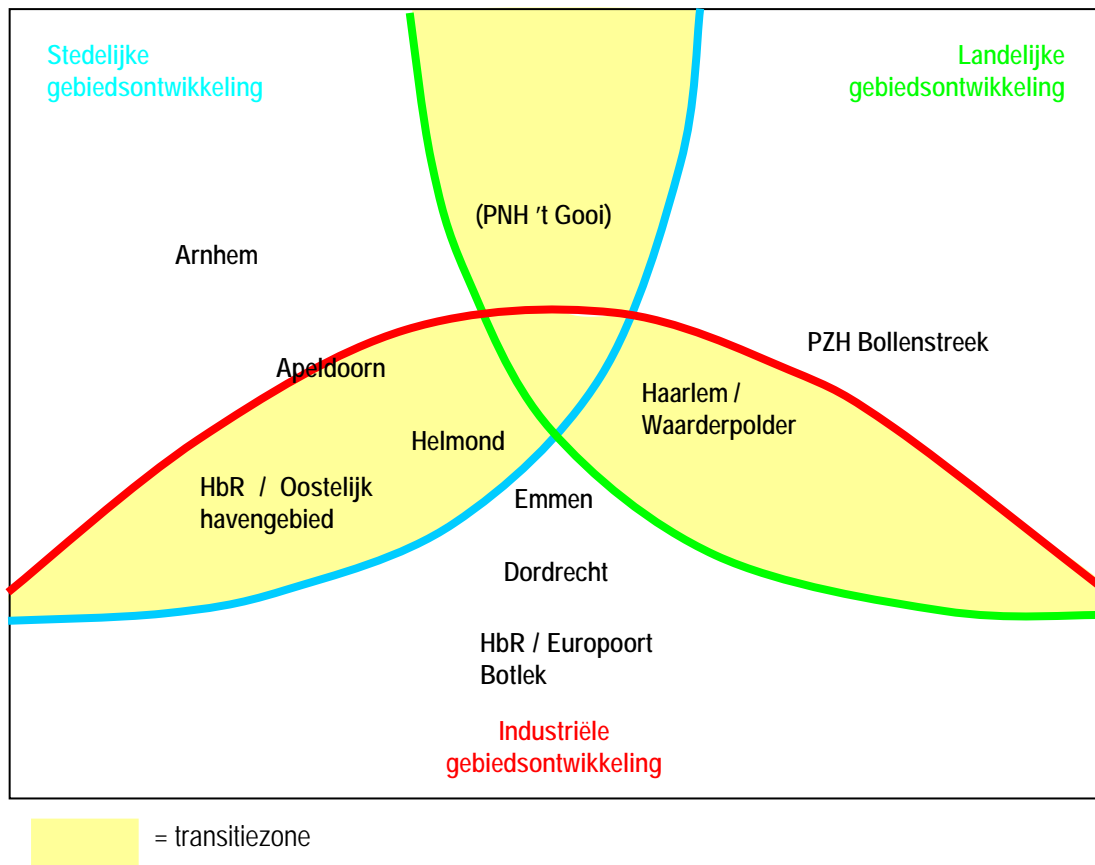 Stedelijke
gebiedsontwikkeling
Landelijke
gebiedsontwikkeling
(PNH 't Gooi)
Arnhem
PZH Bollenstreek
Apeldoorn
Haarlem /
Waarderpolder
Helmond
HbR / Oostelijk
havengebied
Emmen
Dordrecht
HbR / Europoort
Botlek
Industriële
gebiedsontwikkeling
= transitiezone